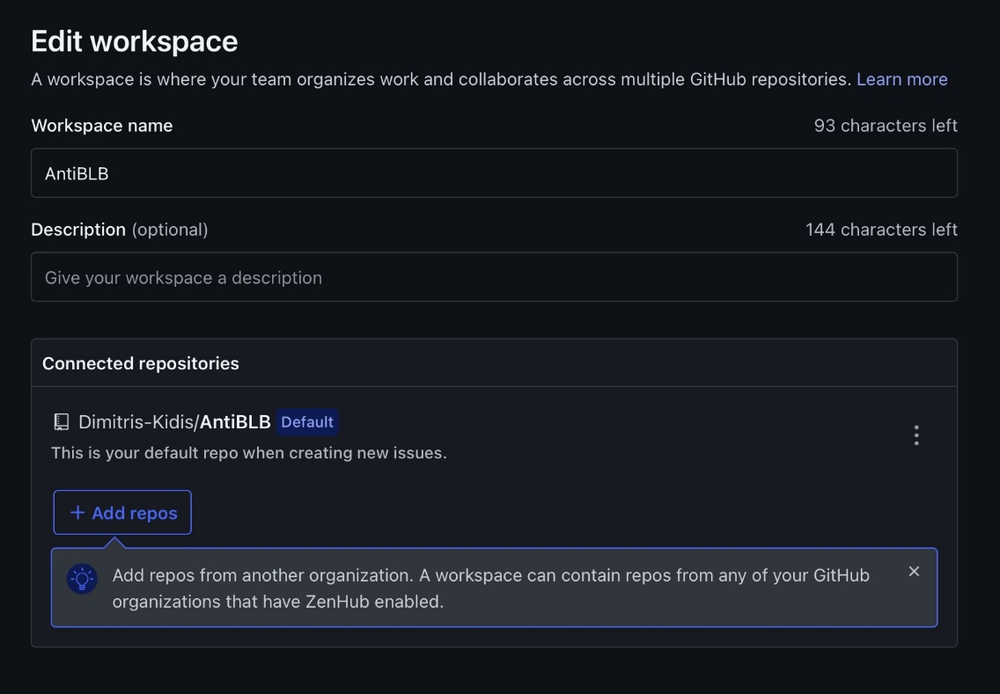 Edit workspace
A workspace is where your team organizes work and collaborates across multiple GitHub repositories. Learn more
Workspace name
93 characters left
AntiBLB
Description (optional)
144 characters left
Give your workspace a description
Connected repositories
Dimitris-Kidis/AntiBLB Default
This is your default repo when creating new issues.
+ Add repos
Add repos from another organization. A workspace can contain repos from any of your GitHub
organizations that have ZenHub enabled.